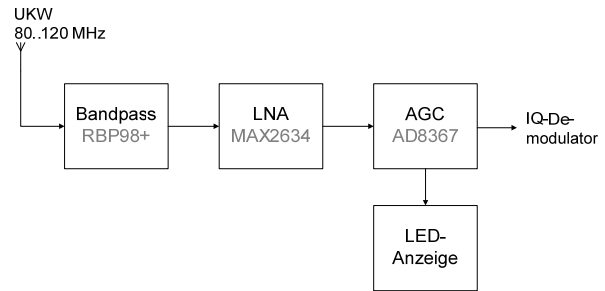 UKW
80..120 MHz
Bandpass
RBP98+
LNA
MAX2634
AGC
AD8367
IQ-De-
modulator
LED-
Anzeige